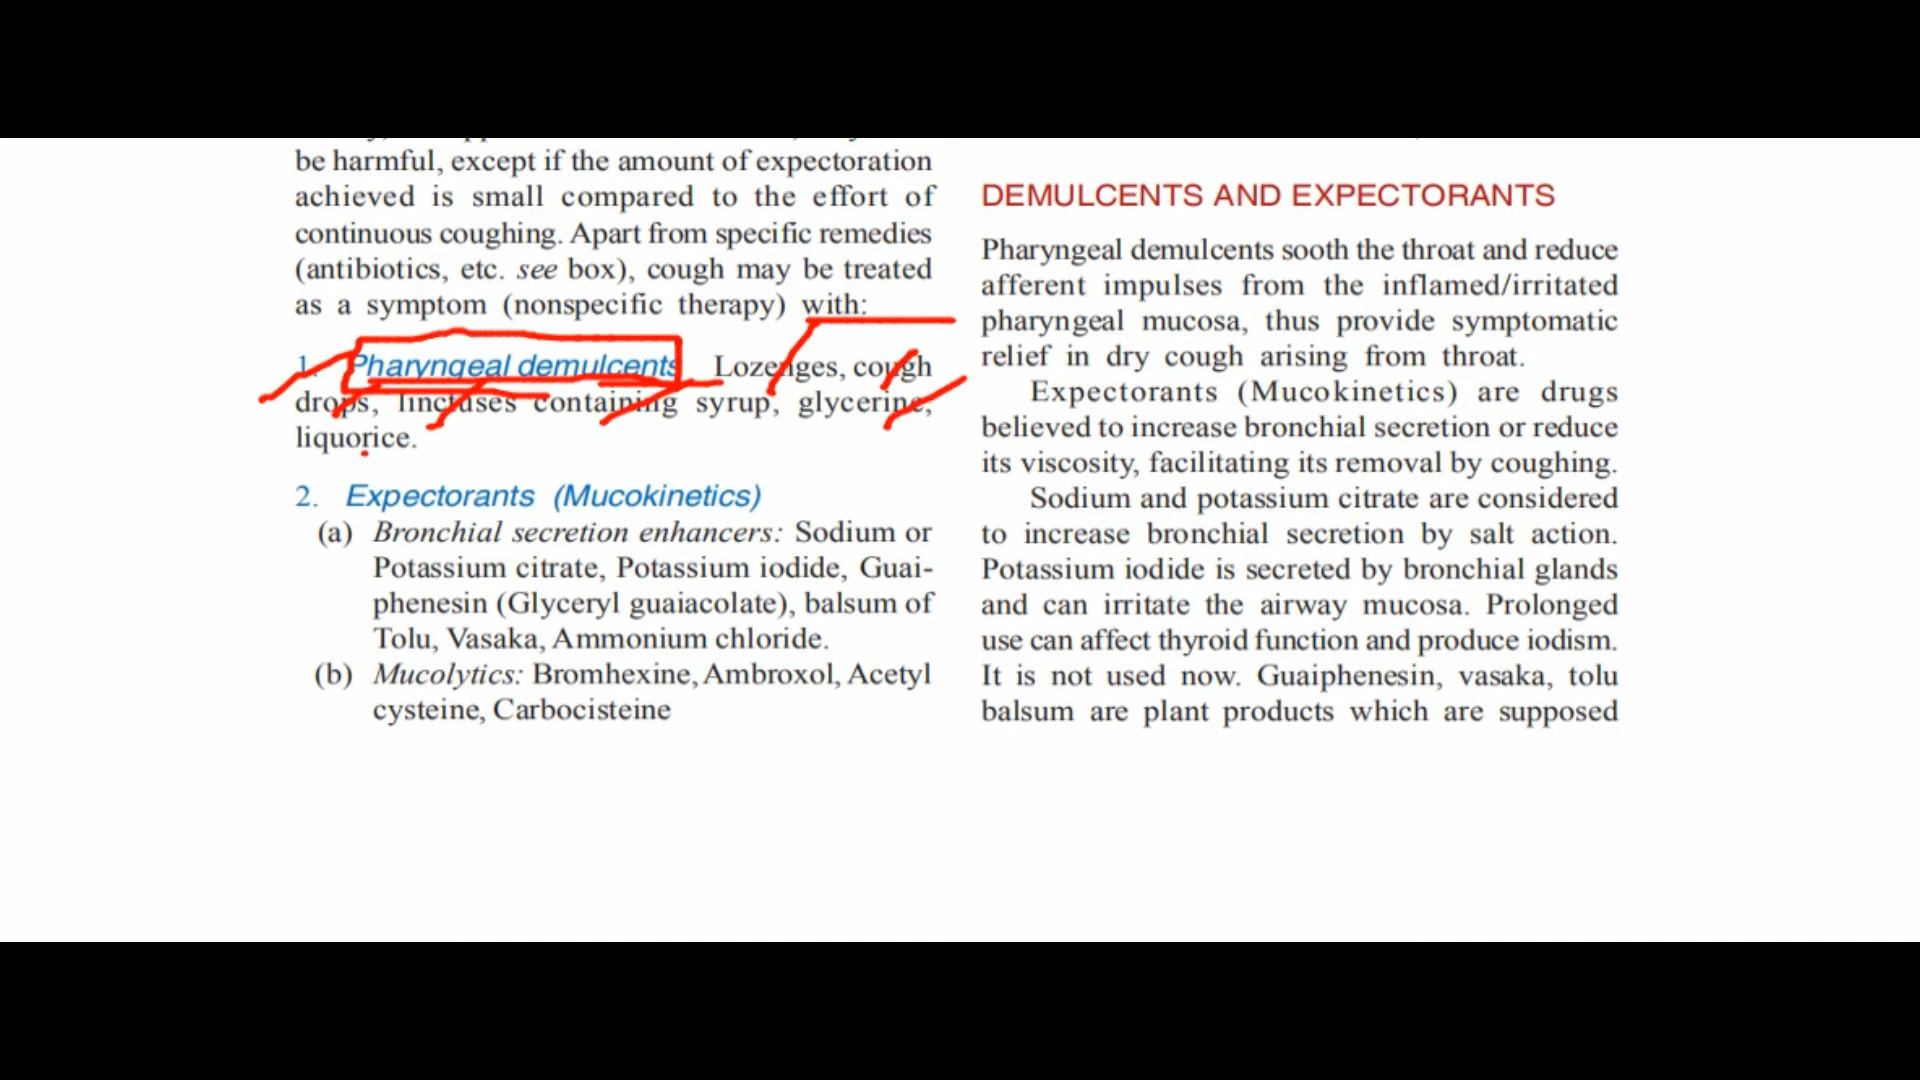 be harmful, except if the amount of expectoration
achieved is small compared to the effort of
continuous coughing. Apart from specific remedies
(antibiotics, etc. see box), cough may be treated
as a symptom (nonspecific therapy) with:
1. Pharyngeal demulcents Lozenges, cough
drops, linctuses containing syrup, glycerine,
liquorice.
2. Expectorants (Mucokinetics)
(a) Bronchial secretion enhancers: Sodium or
Potassium citrate, Potassium iodide, Guai-
phenesin (Glyceryl guaiacolate), balsum of
Tolu, Vasaka, Ammonium chloride.
(b) Mucolytics: Bromhexine, Ambroxol, Acetyl
cysteine, Carbocisteine
DEMULCENTS AND EXPECTORANTS
Pharyngeal demulcents sooth the throat and reduce
afferent impulses from the inflamed/irritated
pharyngeal mucosa, thus provide symptomatic
relief in dry cough arising from throat.
Expectorants (Mucokinetics) are drugs
believed to increase bronchial secretion or reduce
its viscosity, facilitating its removal by coughing.
Sodium and potassium citrate are considered
to increase bronchial secretion by salt action.
Potassium iodide is secreted by bronchial glands
and can irritate the airway mucosa. Prolonged
use can affect thyroid function and produce iodism.
It is not used now. Guaiphenesin, vasaka, tolu
balsum are plant products which are supposed